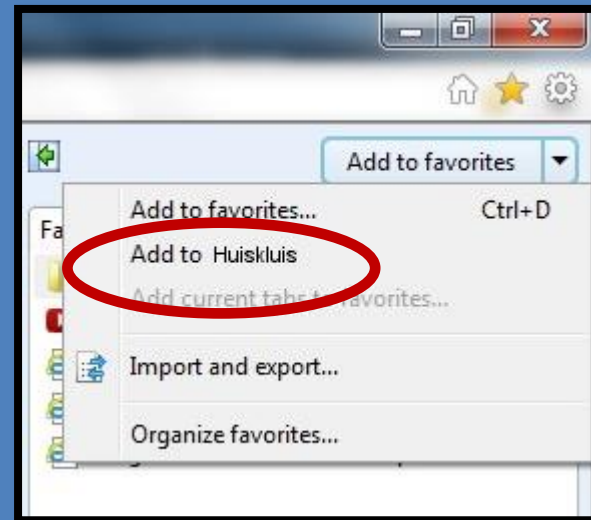 Add to favorites
Fa
Add to favorites... Ctrl+D
Add to Huiskluis
Add current tabs to favorites...
Import and export...
Organize favorites...